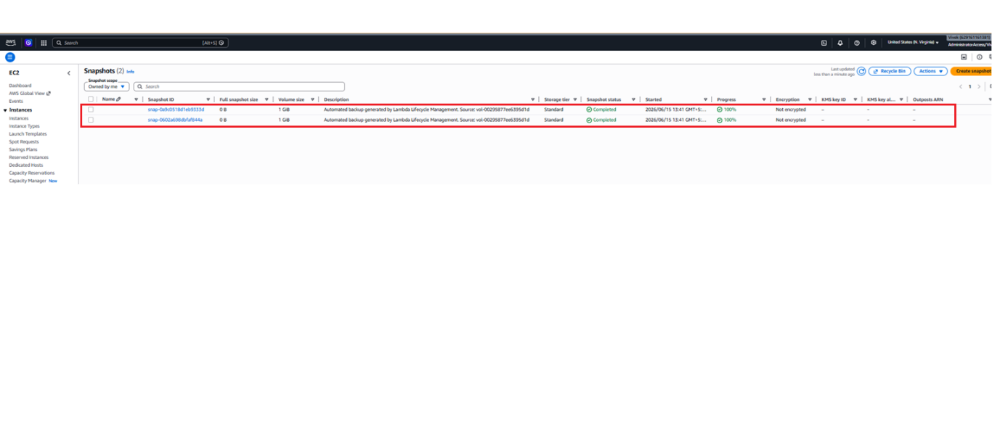 aws
Search
[Alt+S]
United States (N. Virginia)
AdministratorAccess/Viv
EC2
Dashboard
AWS Global View
Events
Instances
Instances
Instance Types
Launch Templates
Spot Requests
Savings Plans
Reserved Instances
Dedicated Hosts
Capacity Reservations
Capacity Manager New
Snapshots (2) Info
Last updated
less than a minute ago
Recycle Bin
Actions
Create snapshot
Snapshot scope
Owned by me
Search
1
Name Snapshot ID Full snapshot size Volume size Description Storage tier Snapshot status Started Progress Encryption KMS key ID KMS key al... Outposts ARN
snap-0a9c0518d1eb9333d 0 B 1 GiB Automated backup generated by Lambda Lifecycle Management. Source: vol-00295877ee6395d1d Standard Completed 2026/06/15 13:41 GMT+5:... 100% Not encrypted – – –
snap-0602a698dbfaf844a 0 B 1 GiB Automated backup generated by Lambda Lifecycle Management. Source: vol-00295877ee6395d1d Standard Completed 2026/06/15 13:41 GMT+5:... 100% Not encrypted – – –